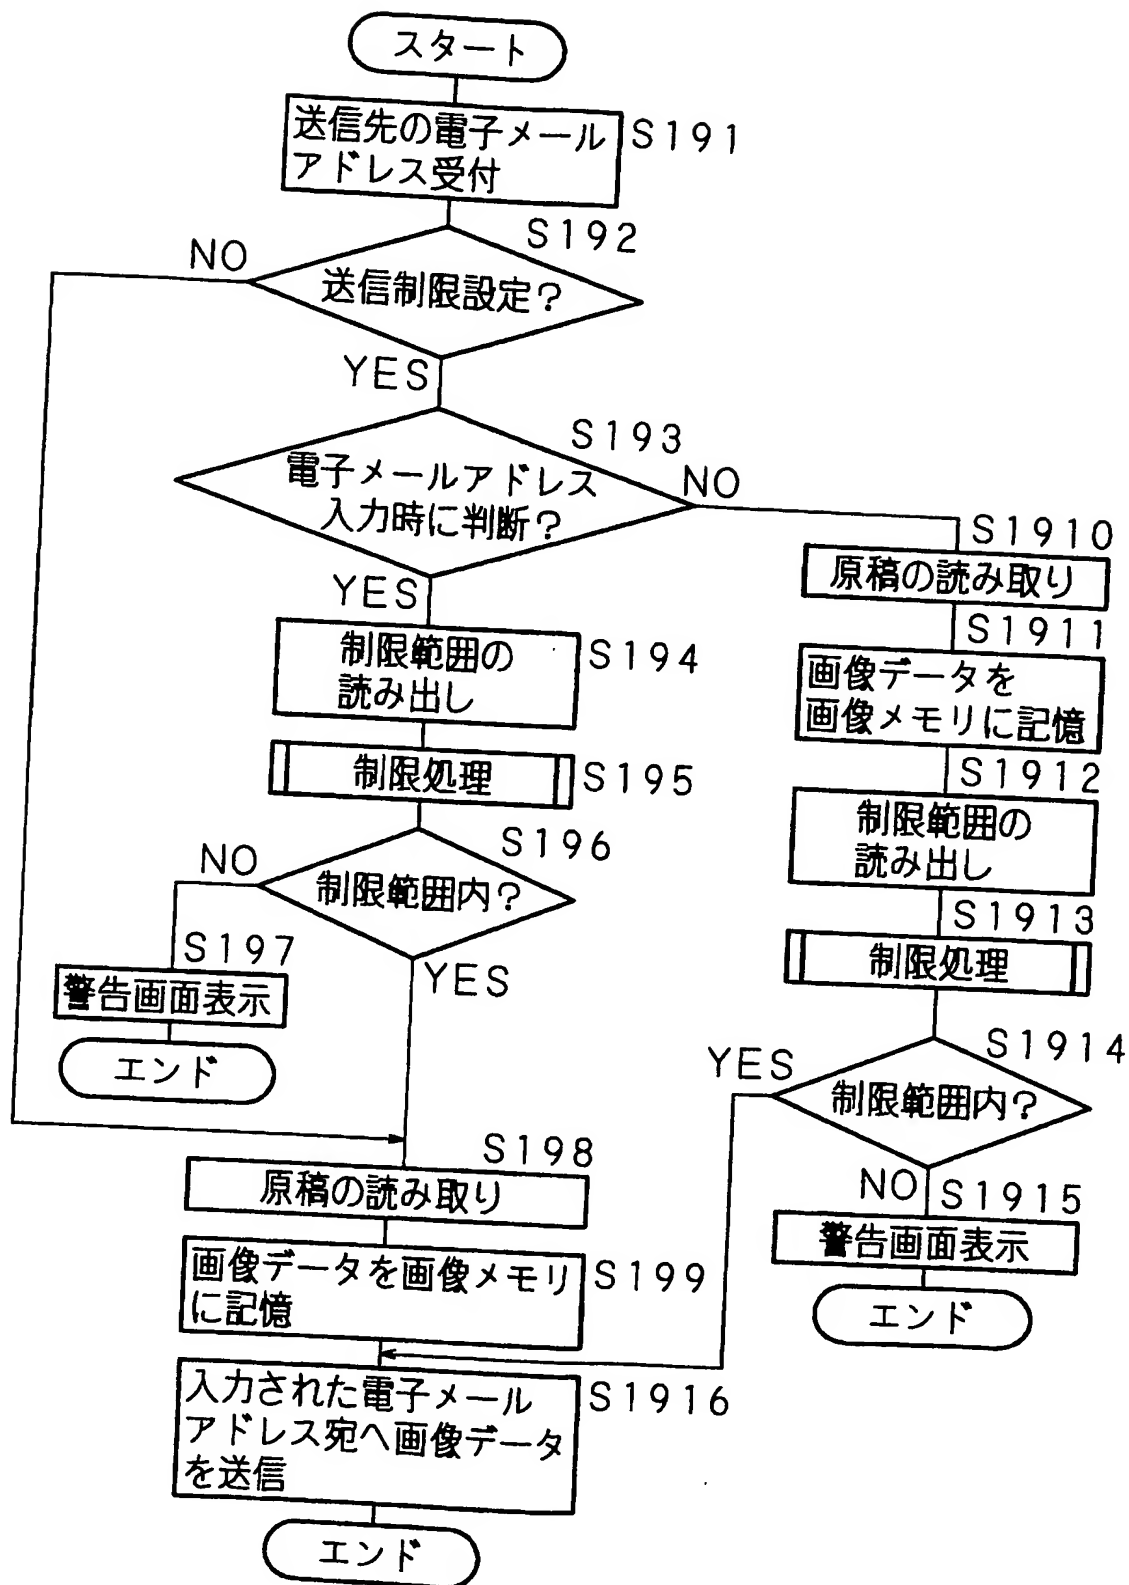 スタート
送信先の電子メール
アドレス受付
S191
S192
NO
送信制限設定?
YES
S193
電子メールアドレス
入力時に判断?
NO
YES
制限範囲の
読み出し
S194
制限処理
S195
S196
NO
制限範囲内?
YES
S197
警告画面表示
エンド
S1910
原稿の読み取り
S1911
画像データを
画像メモリに記憶
S1912
制限範囲の
読み出し
S1913
制限処理
S1914
YES
制限範囲内?
NO
S1915
警告画面表示
エンド
S198
原稿の読み取り
画像データを画像メモリ
に記憶
S199
入力された電子メール
アドレス宛へ画像データ
を送信
S1916
エンド